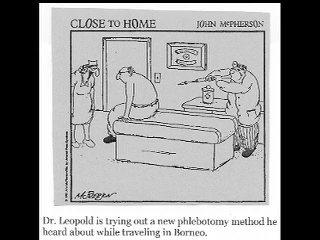 CLOSE TO HOME JOHN McPHERSON
McPHERSON
Dr. Leopold is trying out a new phlebotomy method he
heard about while traveling in Borneo.